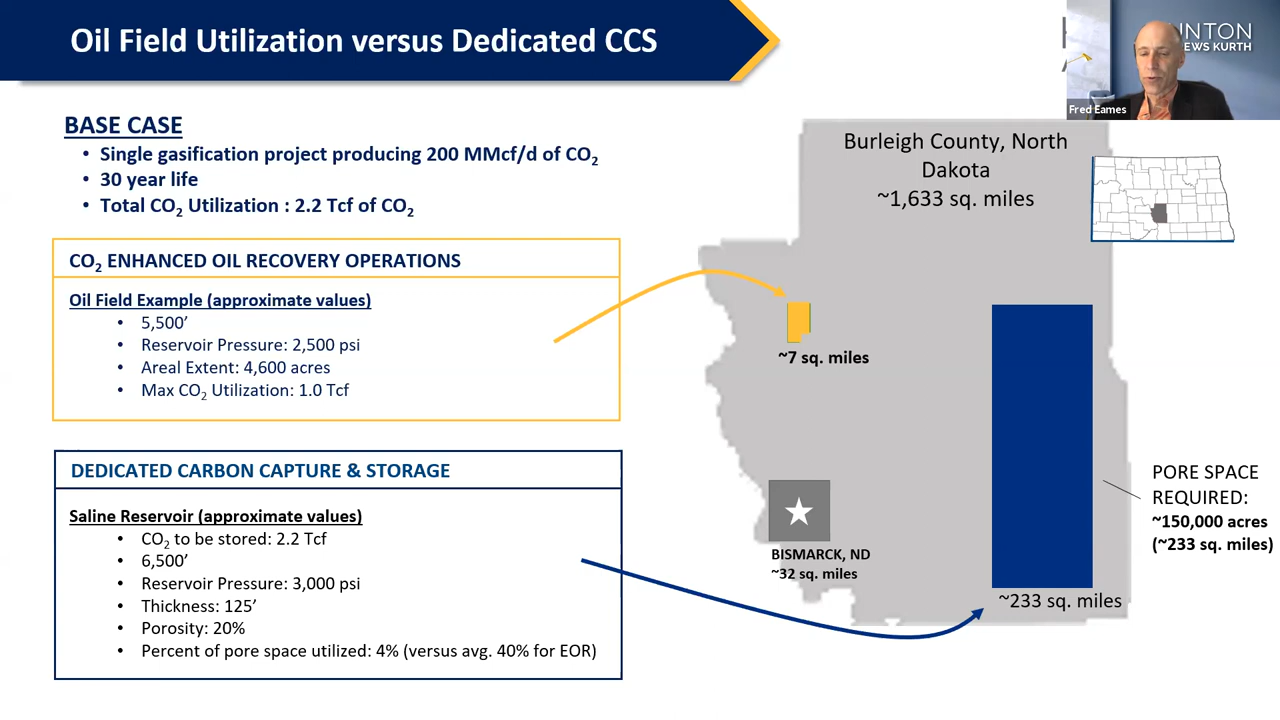 Oil Field Utilization versus Dedicated CCS
NTON
EWS KURTH
Fred Eames
BASE CASE
• Single gasification project producing 200 MMcf/d of CO₂
• 30 year life
• Total CO₂ Utilization : 2.2 Tcf of CO₂
CO₂ ENHANCED OIL RECOVERY OPERATIONS
Oil Field Example (approximate values)
• 5,500’
• Reservoir Pressure: 2,500 psi
• Areal Extent: 4,600 acres
• Max CO₂ Utilization: 1.0 Tcf
DEDICATED CARBON CAPTURE & STORAGE
Saline Reservoir (approximate values)
• CO₂ to be stored: 2.2 Tcf
• 6,500’
• Reservoir Pressure: 3,000 psi
• Thickness: 125’
• Porosity: 20%
• Percent of pore space utilized: 4% (versus avg. 40% for EOR)
Burleigh County, North
Dakota
~1,633 sq. miles
~7 sq. miles
BISMARCK, ND
~32 sq. miles
~233 sq. miles
PORE SPACE
REQUIRED:
~150,000 acres
(~233 sq. miles)